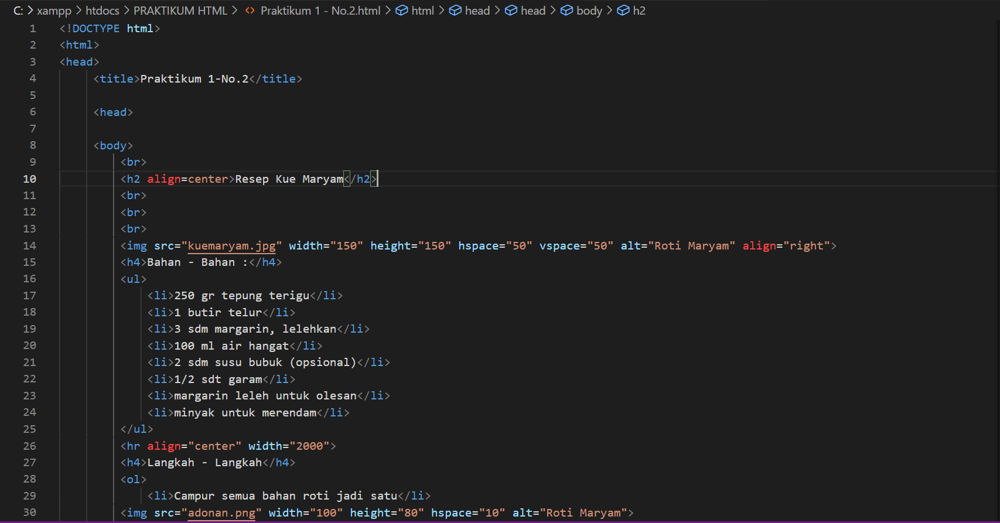 C: > xampp > htdocs > PRAKTIKUM HTML > <> Praktikum 1 - No.2.html > html > head > head > body > h2
1 <!DOCTYPE html>
2 <html>
3 <head>
4 <title>Praktikum 1-No.2</title>
5
6 <head>
7
8 <body>
9 <br>
10 <h2 align=center>Resep Kue Maryam</h2>
11 <br>
12 <br>
13 <br>
14 <img src="kuemaryam.jpg" width="150" height="150" hspace="50" vspace="50" alt="Roti Maryam" align="right">
15 <h4>Bahan - Bahan :</h4>
16 <ul>
17 <li>250 gr tepung terigu</li>
18 <li>1 butir telur</li>
19 <li>3 sdm margarin, lelehkan</li>
20 <li>100 ml air hangat</li>
21 <li>2 sdm susu bubuk (opsional)</li>
22 <li>1/2 sdt garam</li>
23 <li>margarin leleh untuk olesan</li>
24 <li>minyak untuk merendam</li>
25 </ul>
26 <hr align="center" width="2000">
27 <h4>Langkah - Langkah</h4>
28 <ol>
29 <li>Campur semua bahan roti jadi satu</li>
30 <img src="adonan.png" width="100" height="80" hspace="10" alt="Roti Maryam">